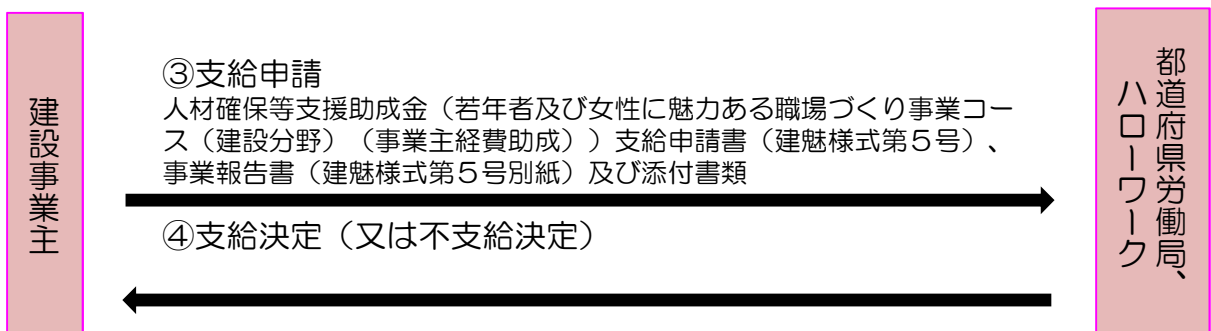 建設事業主
③支給申請
人材確保等支援助成金（若年者及び女性に魅力ある職場づくり事業コー
ス（建設分野）（事業主経費助成））支給申請書（建魅様式第５号）、
事業報告書（建魅様式第５号別紙）及び添付書類
④支給決定（又は不支給決定）
都道府県労働局、
ハローワーク